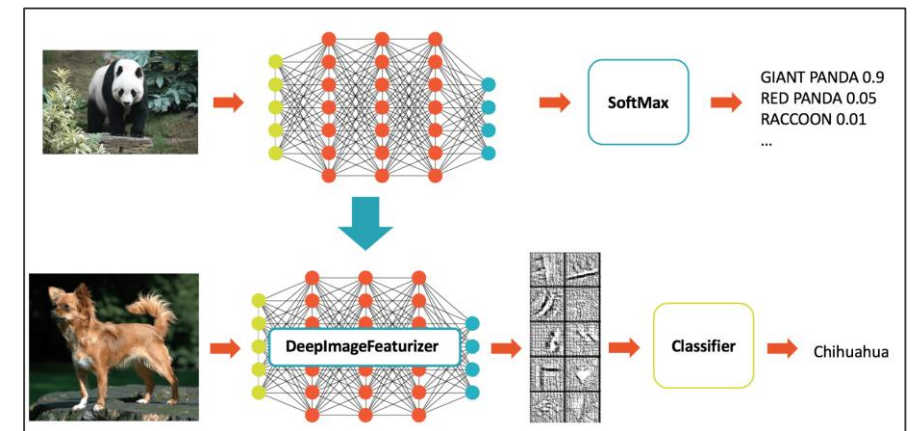 SoftMax
GIANT PANDA 0.9
RED PANDA 0.05
RACCOON 0.01
...
DeepImageFeaturizer
Classifier
Chihuahua